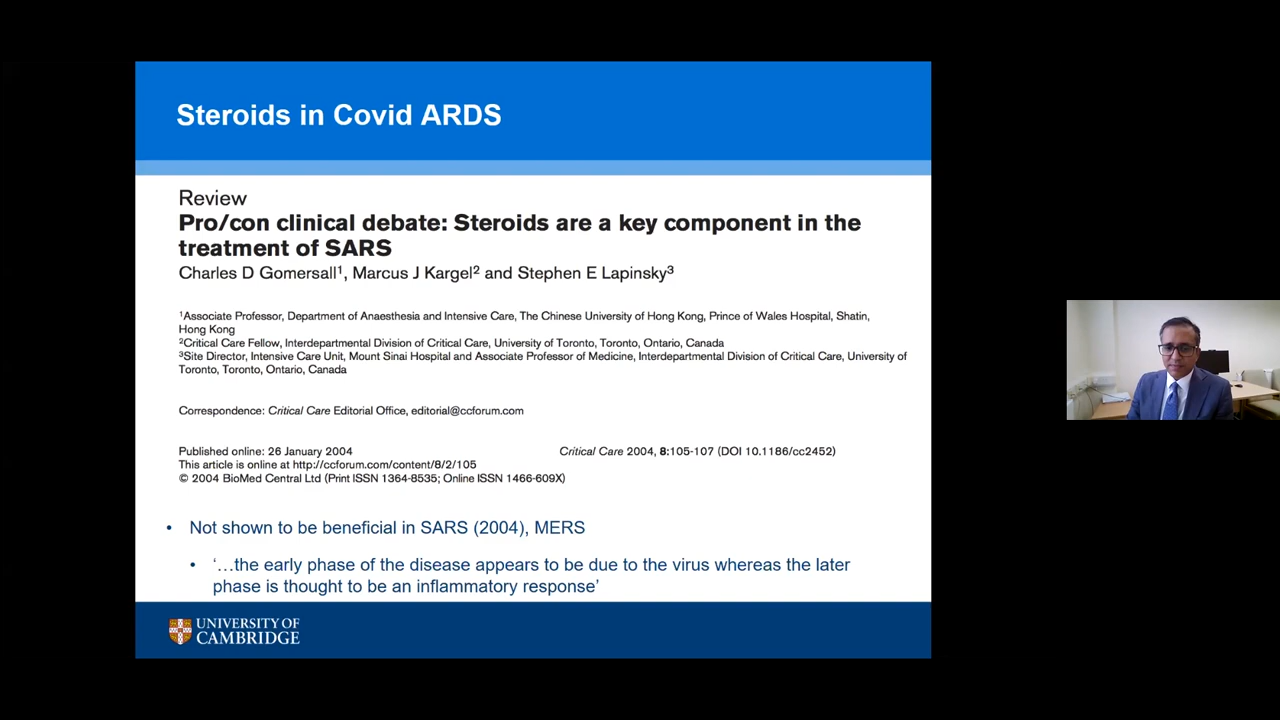 Steroids in Covid ARDS
Review
Pro/con clinical debate: Steroids are a key component in the
treatment of SARS
Charles D Gomersall¹, Marcus J Kargel² and Stephen E Lapinsky³
¹Associate Professor, Department of Anaesthesia and Intensive Care, The Chinese University of Hong Kong, Prince of Wales Hospital, Shatin,
Hong Kong
²Critical Care Fellow, Interdepartmental Division of Critical Care, University of Toronto, Toronto, Ontario, Canada
³Site Director, Intensive Care Unit, Mount Sinai Hospital and Associate Professor of Medicine, Interdepartmental Division of Critical Care, University of
Toronto, Toronto, Ontario, Canada
Correspondence: Critical Care Editorial Office, editorial@ccforum.com
Published online: 26 January 2004
Critical Care 2004, 8:105-107 (DOI 10.1186/cc2452)
This article is online at http://ccforum.com/content/8/2/105
© 2004 BioMed Central Ltd (Print ISSN 1364-8535; Online ISSN 1466-609X)
• Not shown to be beneficial in SARS (2004), MERS
• ‘…the early phase of the disease appears to be due to the virus whereas the later
phase is thought to be an inflammatory response’
UNIVERSITY OF
CAMBRIDGE